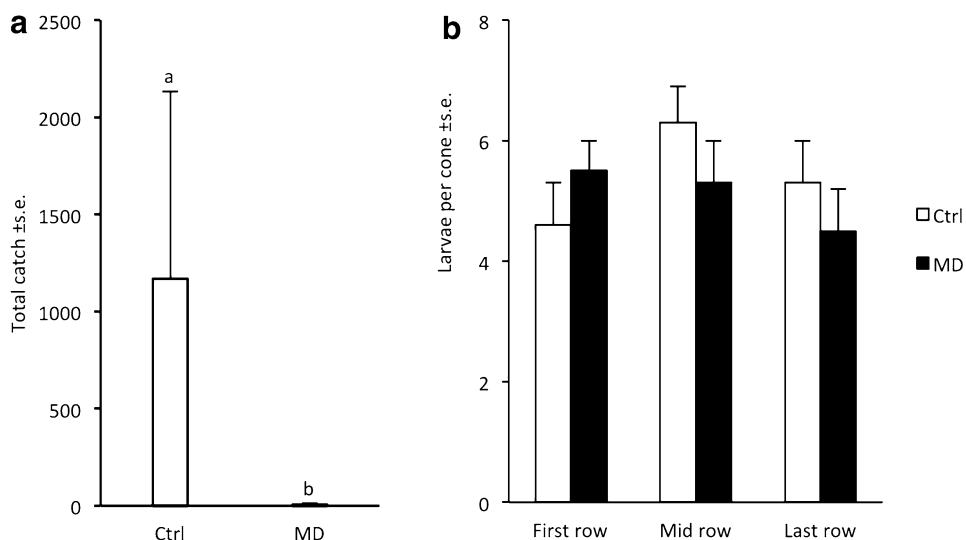 a
Total catch ±s.e.
2500
2000
1500
1000
500
0
a
b
Ctrl
MD
b
Larvae per cone ±s.e.
8
6
4
2
0
First row
Mid row
Last row
Ctrl
MD